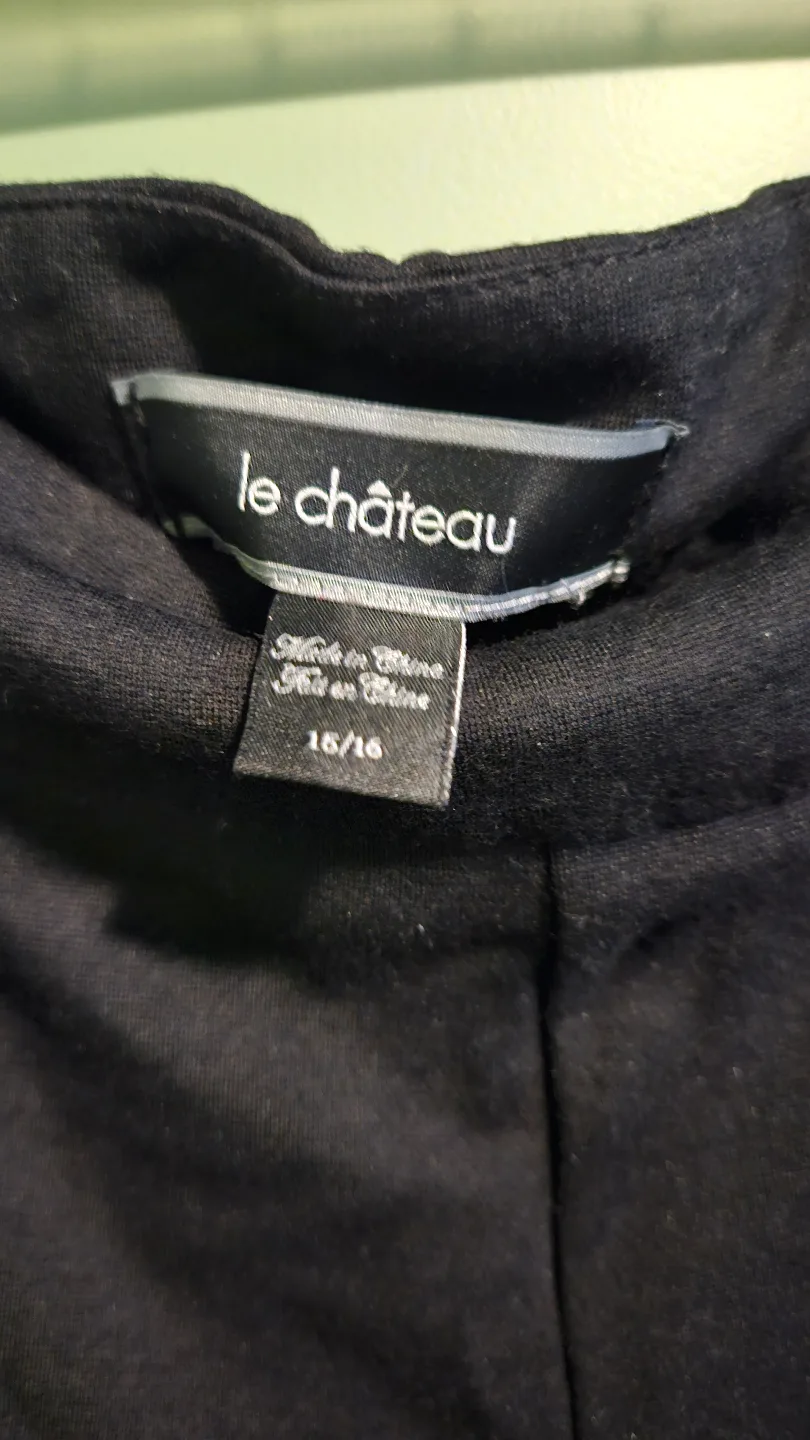 le château
Made in China
Fait en Chine
16/16